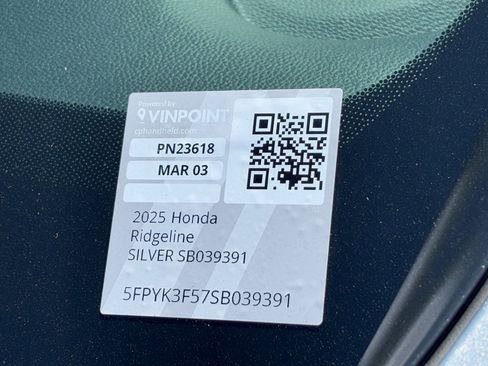 Powered by
VINPOINT
cphandheld.com
PN23618
MAR 03
2025 Honda
Ridgeline
SILVER SB039391
5FPYK3F57SB039391